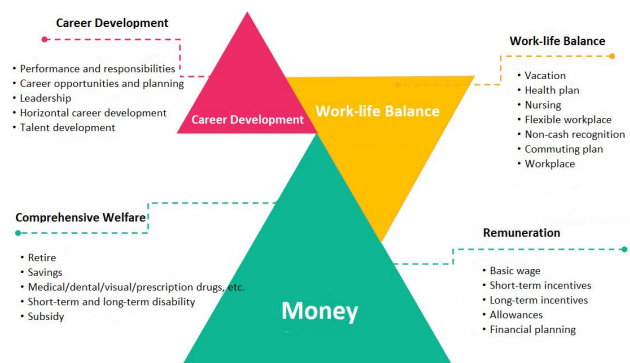 Career Development
• Performance and responsibilities
• Career opportunities and planning
• Leadership
• Horizontal career development
• Talent development
Career Development
Work-life Balance
Work-life Balance
• Vacation
• Health plan
• Nursing
• Flexible workplace
• Non-cash recognition
• Commuting plan
• Workplace
Comprehensive Welfare
• Retire
• Savings
• Medical/dental/visual/prescription drugs, etc.
• Short-term and long-term disability
• Subsidy
Money
Remuneration
• Basic wage
• Short-term incentives
• Long-term incentives
• Allowances
• Financial planning